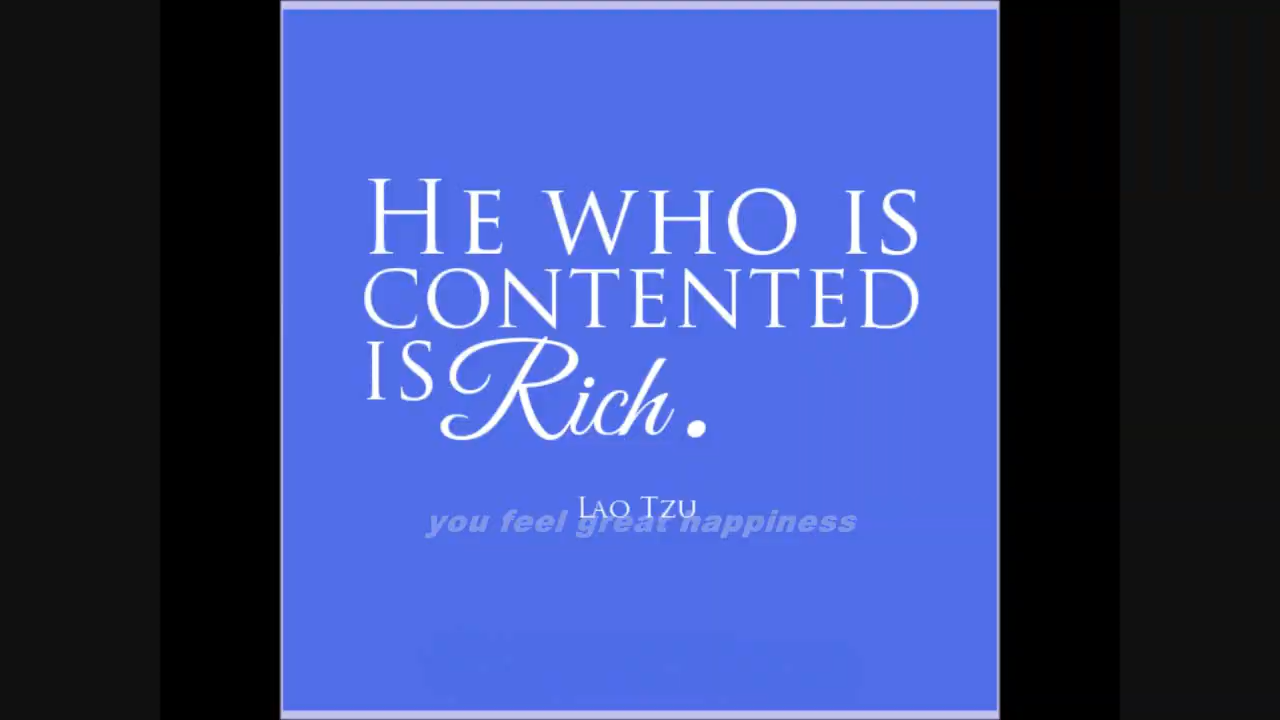 HE WHO IS
CONTENTED
IS Rich.
LAO TZU
you feel great happiness